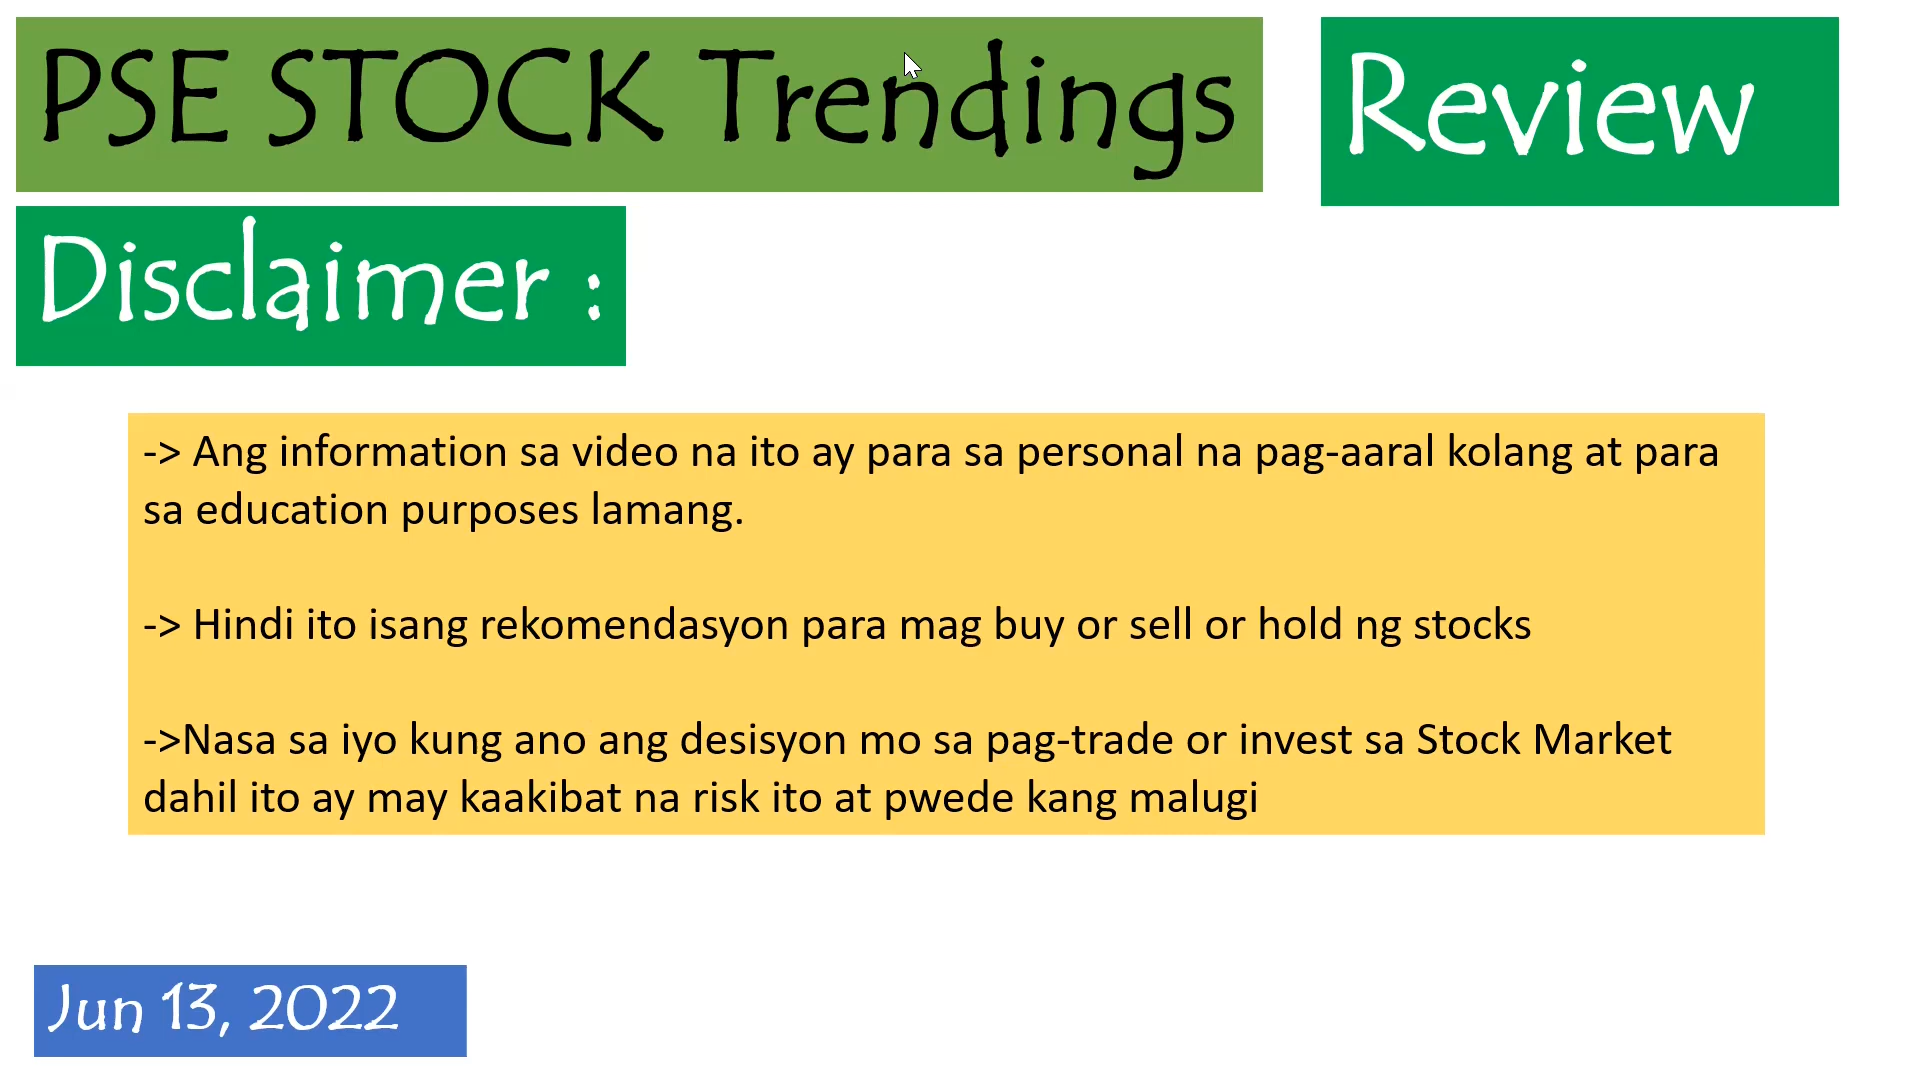 PSE STOCK Trendings
Review
Disclaimer :
-> Ang information sa video na ito ay para sa personal na pag-aaral kolang at para
sa education purposes lamang.
-> Hindi ito isang rekomendasyon para mag buy or sell or hold ng stocks
->Nasa sa iyo kung ano ang desisyon mo sa pag-trade or invest sa Stock Market
dahil ito ay may kaakibat na risk ito at pwede kang malugi
Jun 13, 2022